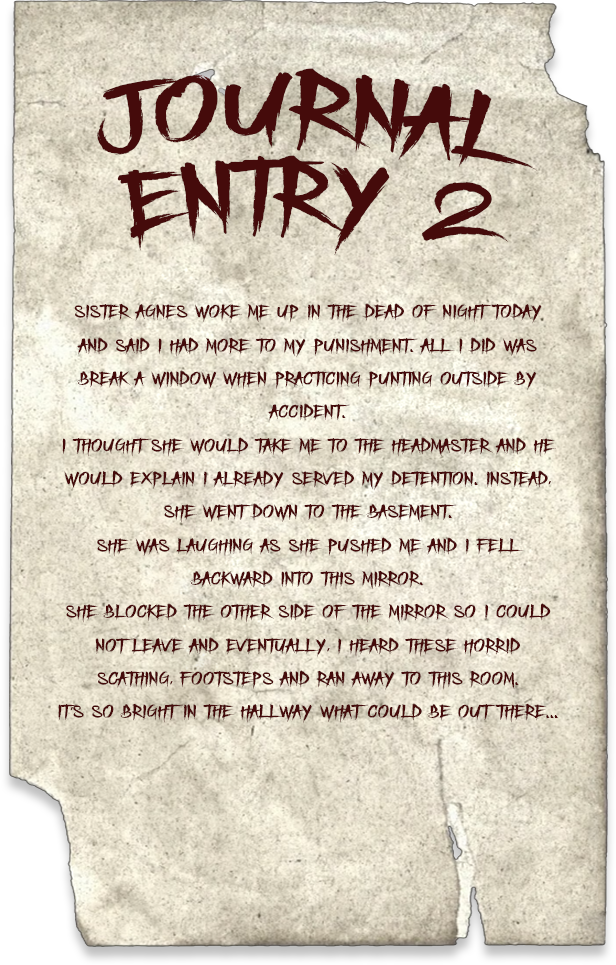 JOURNAL
ENTRY 2
SISTER AGNES WOKE ME UP IN THE DEAD OF NIGHT TODAY,
AND SAID I HAD MORE TO MY PUNISHMENT. ALL I DID WAS
BREAK A WINDOW WHEN PRACTICING PUNTING OUTSIDE BY
ACCIDENT.
I THOUGHT SHE WOULD TAKE ME TO THE HEADMASTER AND HE
WOULD EXPLAIN I ALREADY SERVED MY DETENTION. INSTEAD,
SHE WENT DOWN TO THE BASEMENT.
SHE WAS LAUGHING AS SHE PUSHED ME AND I FELL
BACKWARD INTO THIS MIRROR.
SHE BLOCKED THE OTHER SIDE OF THE MIRROR SO I COULD
NOT LEAVE AND EVENTUALLY, I HEARD THESE HORRID
SCATHING, FOOTSTEPS AND RAN AWAY TO THIS ROOM.
IT'S SO BRIGHT IN THE HALLWAY WHAT COULD BE OUT THERE...